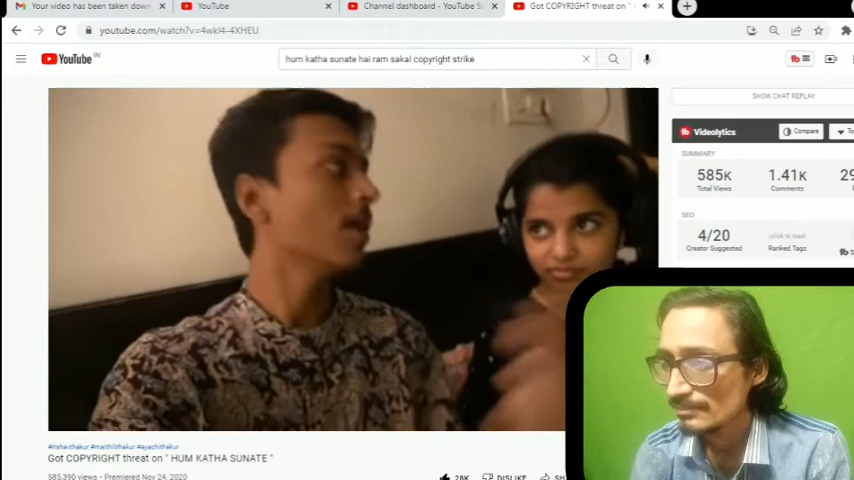 Your video has been taken down
YouTube
Channel dashboard - YouTube St
Got COPYRIGHT threat on "
youtube.com/watch?v=4wkl4-4XHEU
YouTube IN
hum katha sunate hai ram sakal copyright strike
SHOW CHAT REPLAY
Videolytics
Compare
To
SUMMARY
585K
1.41K
29
Total Views
Comments
SEO
4/20
Creator Suggested
Ranked Tags
#rishavthakur #maithilithakur #ayachithakur
Got COPYRIGHT threat on " HUM KATHA SUNATE "
585,390 views • Premiered Nov 24, 2020
28K
DISLIKE
SH